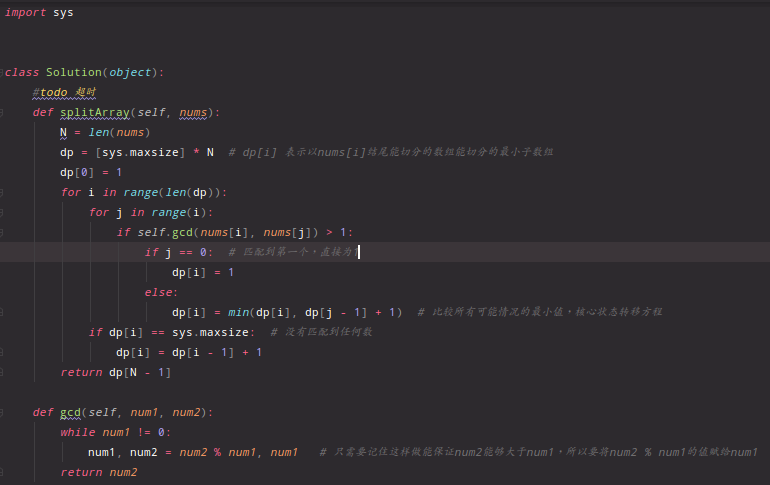 import sys
class Solution(object):
    #todo 超时
    def splitArray(self, nums):
        N = len(nums)
        dp = [sys.maxsize] * N  # dp[i] 表示以nums[i]结尾能切分的数组能切分的最小子数组
        dp[0] = 1
        for i in range(len(dp)):
            for j in range(i):
                if self.gcd(nums[i], nums[j]) > 1:
                    if j == 0:  # 匹配到第一个，直接为1
                        dp[i] = 1
                    else:
                        dp[i] = min(dp[i], dp[j - 1] + 1)  # 比较所有可能情况的最小值，核心状态转移方程
            if dp[i] == sys.maxsize:  # 没有匹配到任何数
                dp[i] = dp[i - 1] + 1
        return dp[N - 1]
    def gcd(self, num1, num2):
        while num1 != 0:
            num1, num2 = num2 % num1, num1   # 只需要记住这样做能保证num2能够大于num1，所以要将num2 % num1的值赋给num1
        return num2